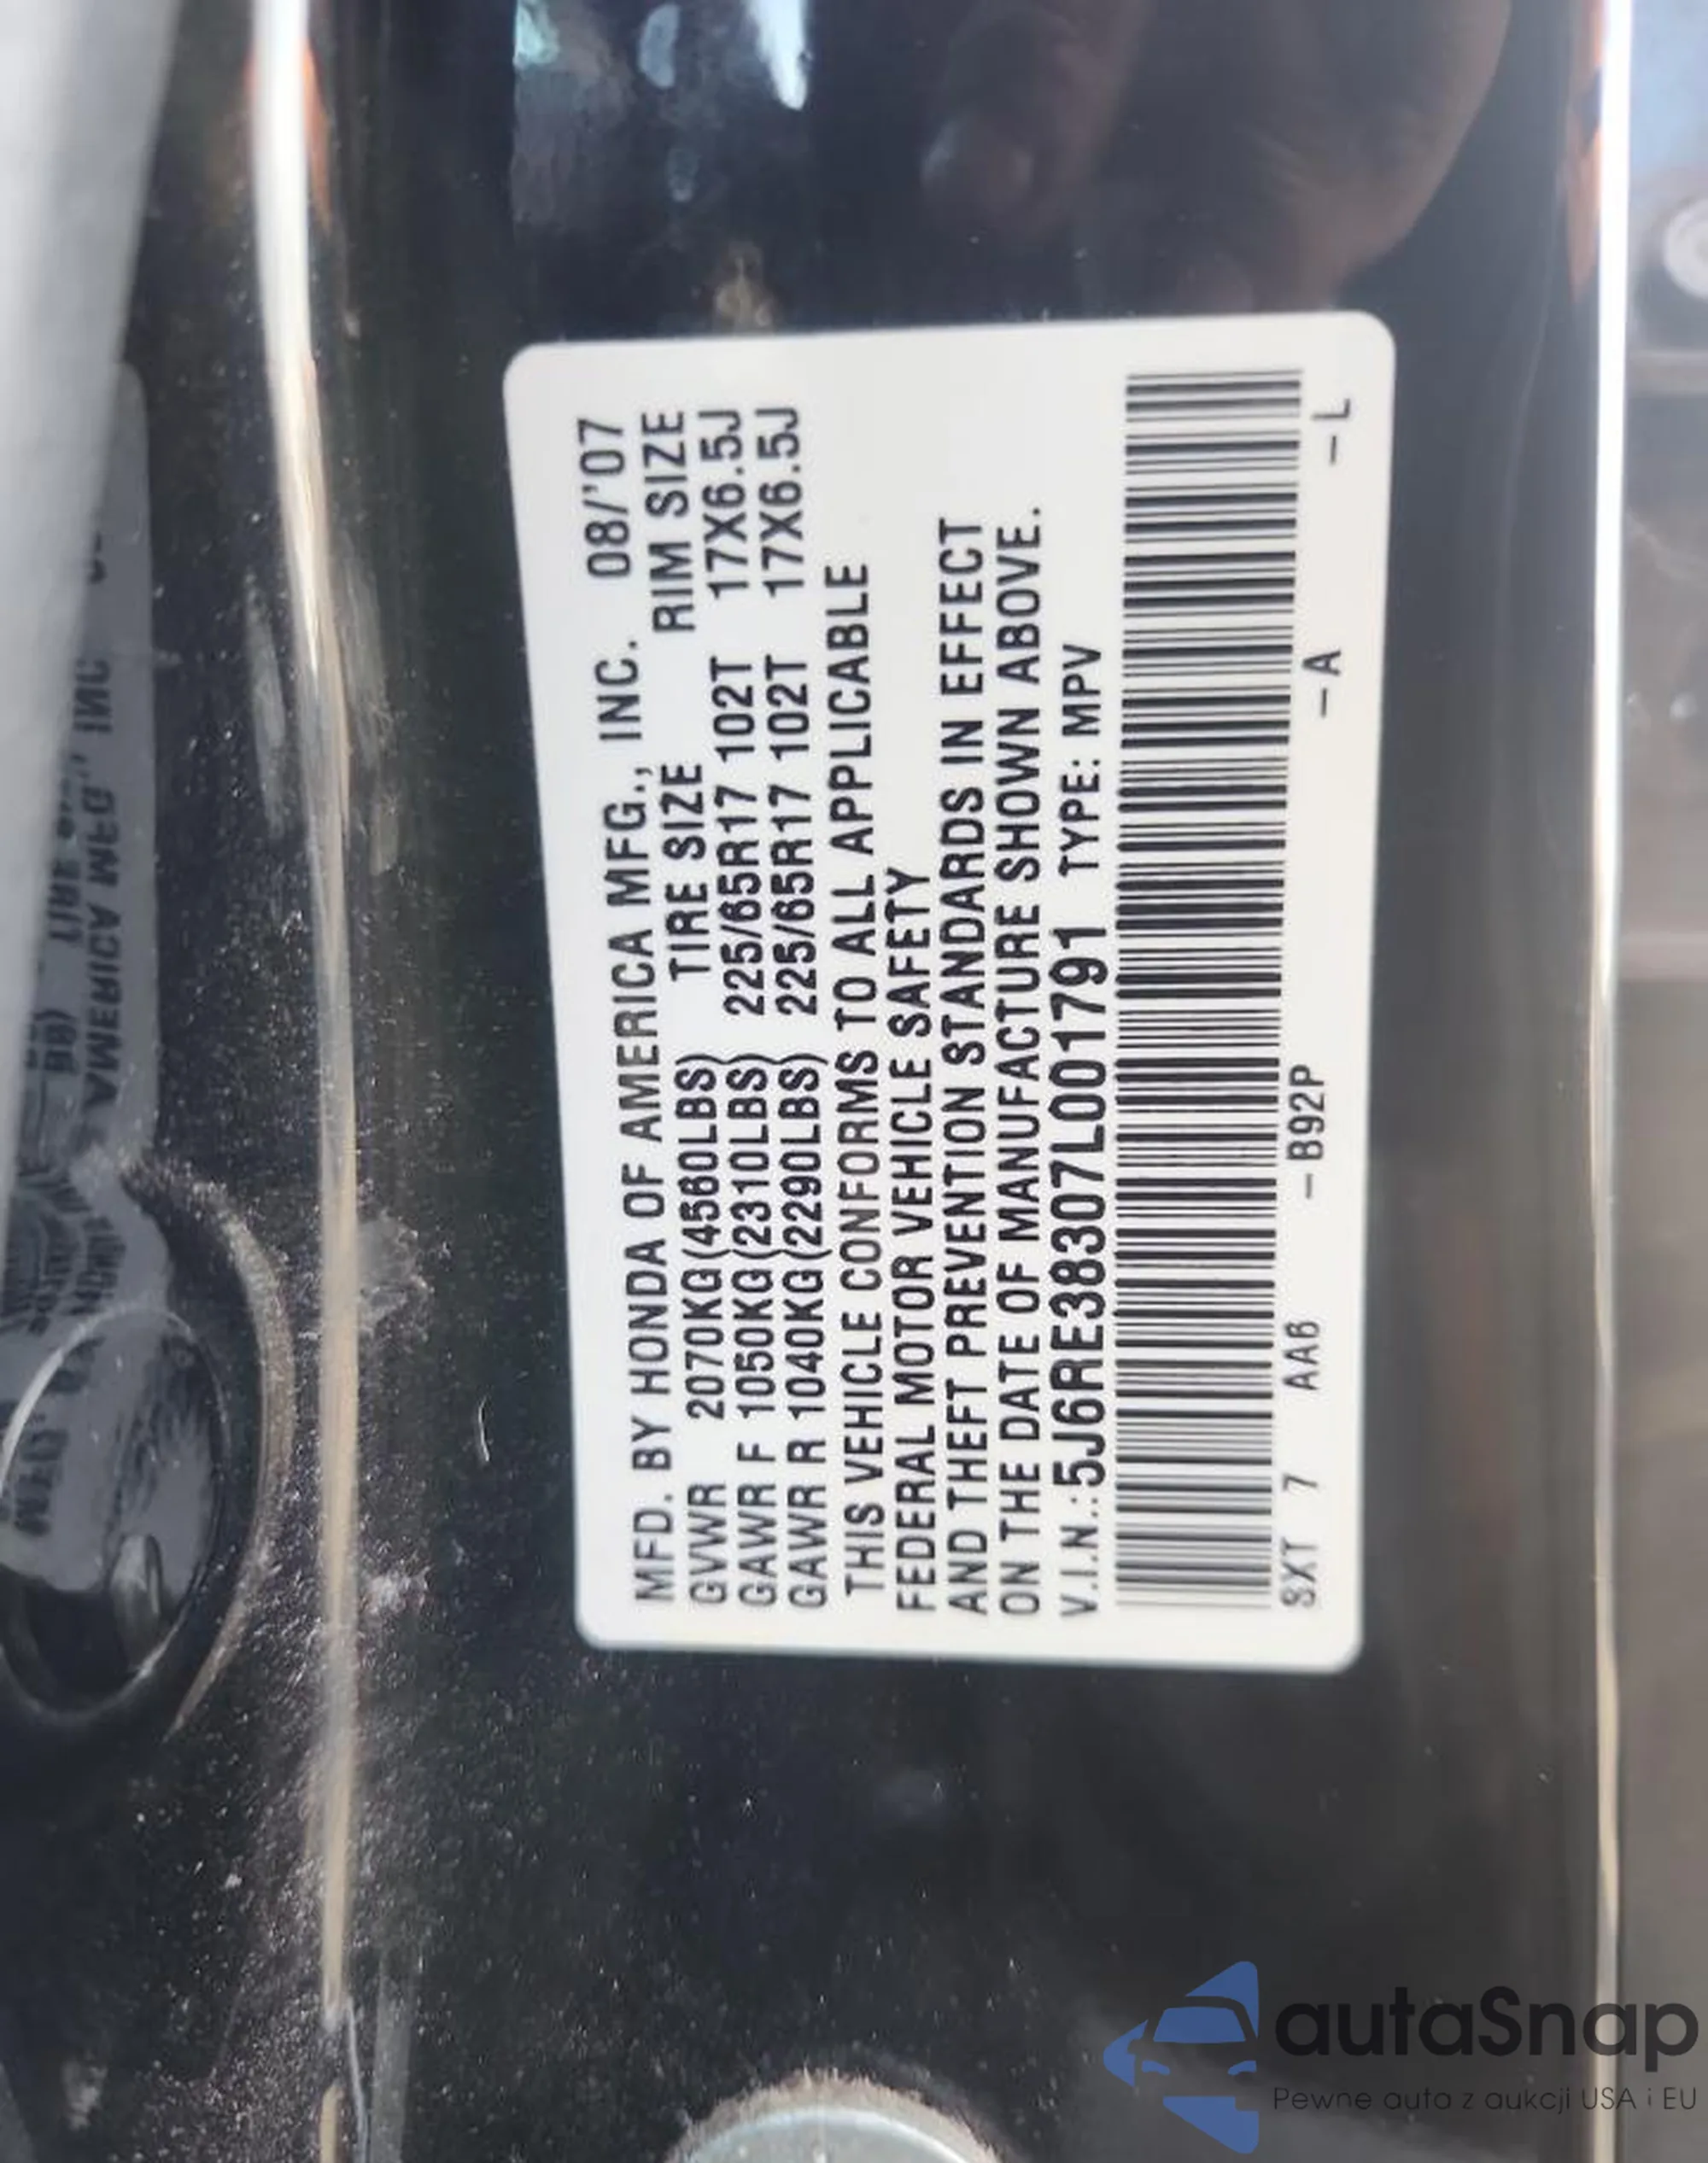 MFD. BY HONDA OF AMERICA MFG., INC. 08/'07
TIRE SIZE RIM SIZE
GVWR 2070KG(4560LBS)
GAWR F 1050KG(2310LBS) 225/65R17 102T 17X6.5J
GAWR R 1040KG(2290LBS) 225/65R17 102T 17X6.5J
THIS VEHICLE CONFORMS TO ALL APPLICABLE
FEDERAL MOTOR VEHICLE SAFETY
AND THEFT PREVENTION STANDARDS IN EFFECT
ON THE DATE OF MANUFACTURE SHOWN ABOVE.
V.I.N.: 5J6RE38307L001791 TYPE: MPV
SXT 7 AA6 -B92P -A -L
autaSnap
Pewne auta z aukcji USA i EU